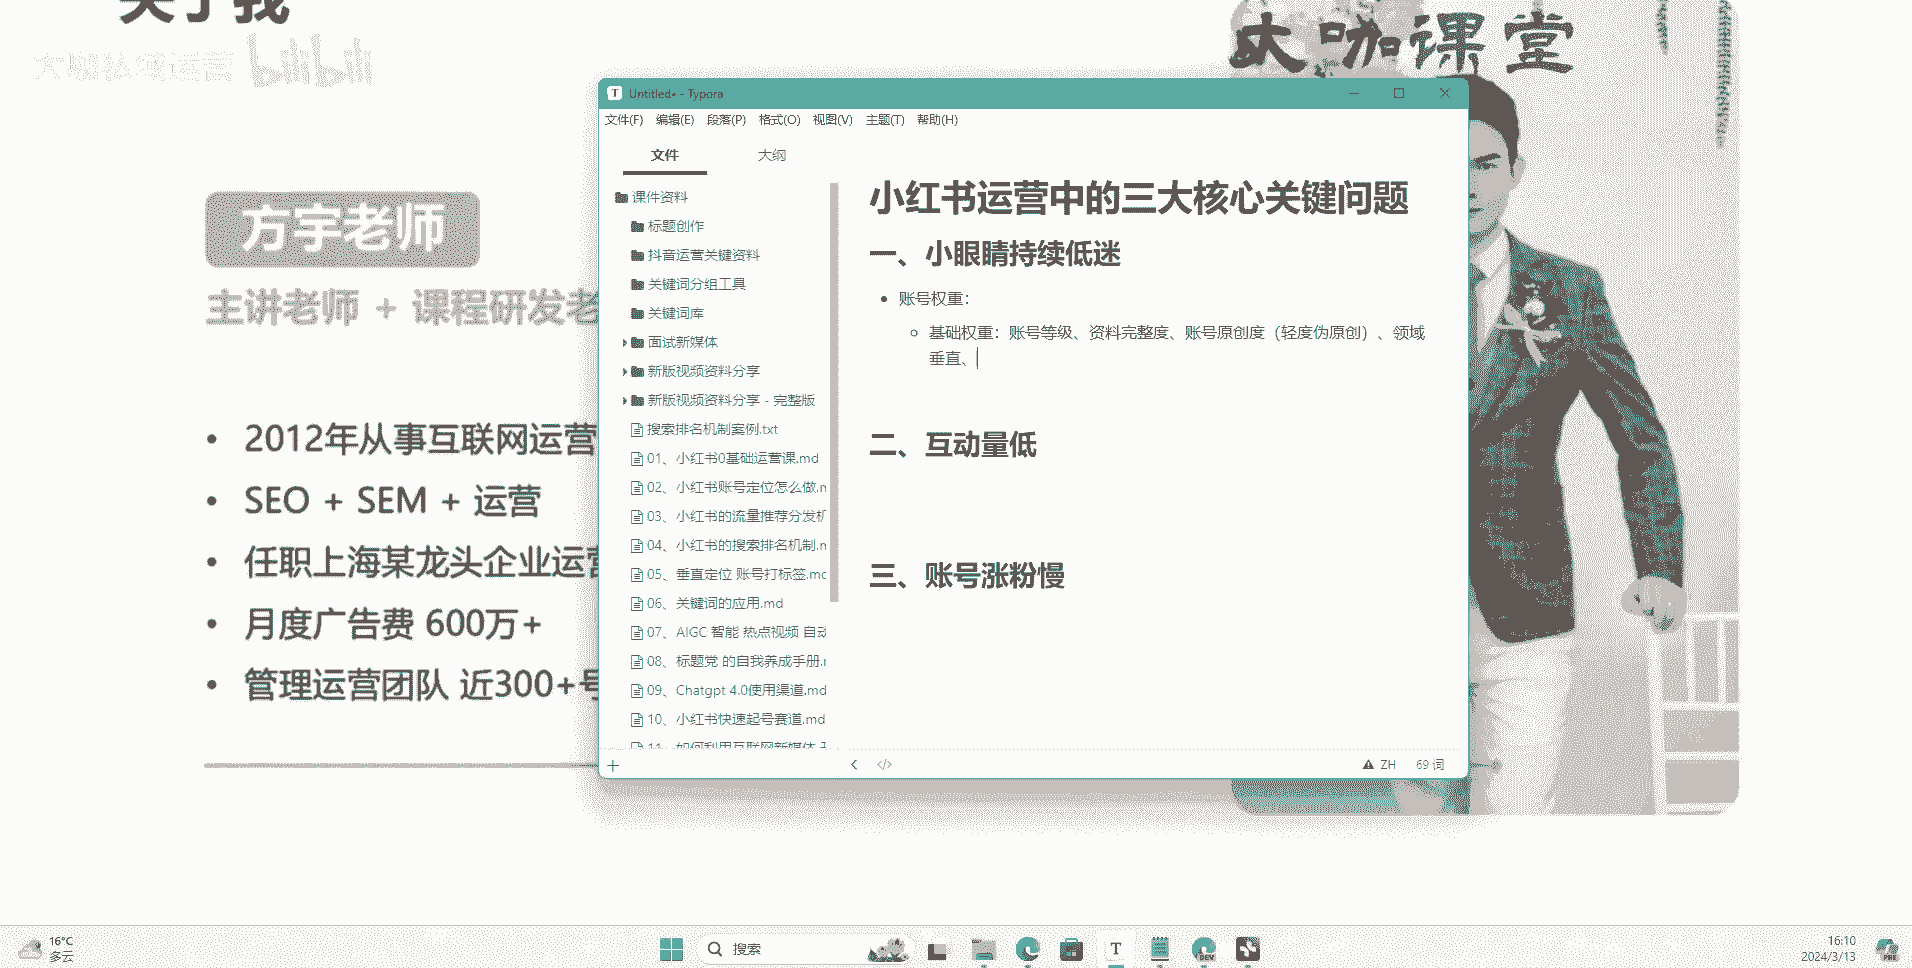 关于我
大咖私域运营 bilibili
大咖课堂
方宇老师
主讲老师 + 课程研发老
2012年从事互联网运营
SEO + SEM + 运营
任职上海某龙头企业运营
月度广告费 600万+
管理运营团队 近300+号
Untitled• - Typora
文件(F) 编辑(E) 段落(P) 格式(O) 视图(V) 主题(T) 帮助(H)
文件 大纲
课件资料
标题创作
抖音运营关键资料
关键词分组工具
关键词库
面试新媒体
新版视频资料分享
新版视频资料分享 - 完整版
搜索排名机制案例.txt
01、小红书0基础运营课.md
02、小红书账号定位怎么做.m
03、小红书的流量推荐分发机
04、小红书的搜索排名机制.m
05、垂直定位 账号打标签.md
06、关键词的应用.md
07、AIGC 智能 热点视频 自动
08、标题党 的自我养成手册.m
09、Chatgpt 4.0使用渠道.md
10、小红书快速起号赛道.md
11、如何利用互联网新媒体
小红书运营中的三大核心关键问题
一、小眼睛持续低迷
账号权重：
基础权重：账号等级、资料完整度、账号原创度（轻度伪原创）、领域
垂直、
二、互动量低
三、账号涨粉慢
ZH 69 词
16°C
多云
搜索
T
DEV
16:10
2024/3/13
PRE